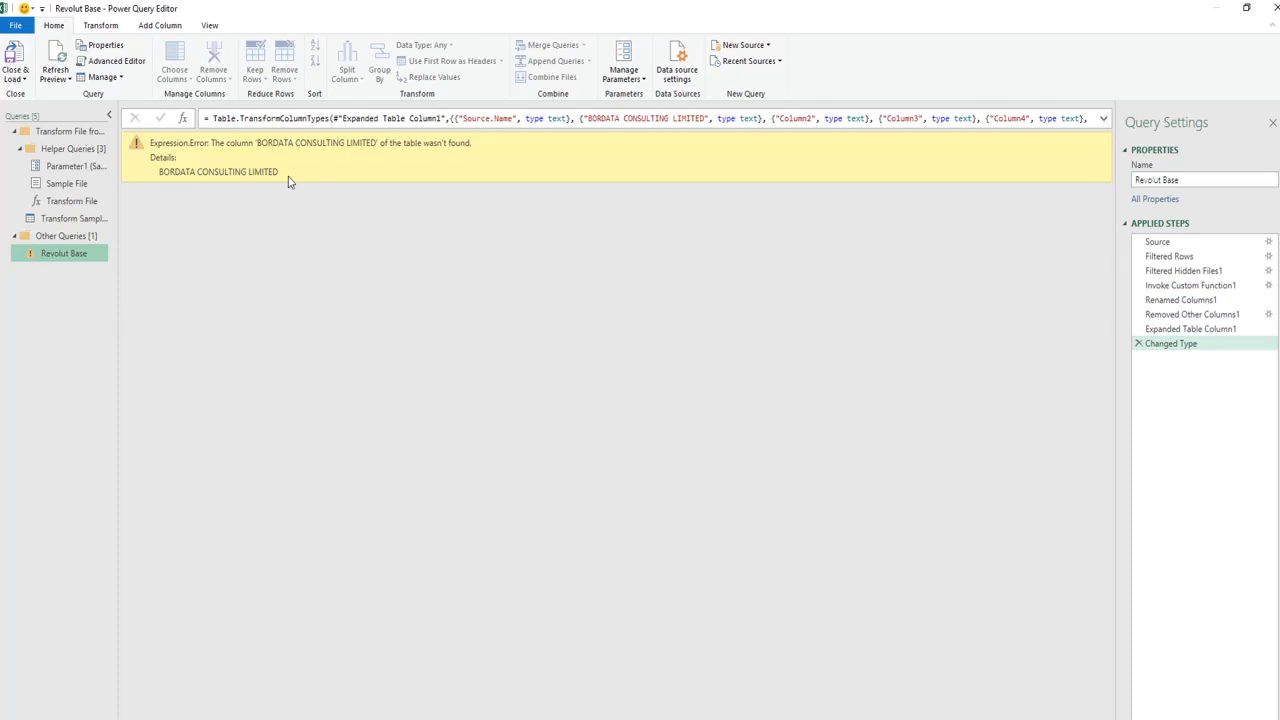 Revolut Base - Power Query Editor
File Home Transform Add Column View
Close & Load
Close
Refresh Preview
Properties
Advanced Editor
Manage
Query
Choose Columns
Remove Columns
Manage Columns
Keep Rows
Remove Rows
Reduce Rows
Sort
Split Column
Group By
Data Type: Any
Use First Row as Headers
Replace Values
Transform
Merge Queries
Append Queries
Combine Files
Combine
Manage Parameters
Parameters
Data source settings
Data Sources
New Source
Recent Sources
New Query
Queries [5]
Transform File fro...
Helper Queries [3]
Parameter1 (Sa...
Sample File
fx Transform File
Transform Sampl...
Other Queries [1]
Revolut Base
fx = Table.TransformColumnTypes(#"Expanded Table Column1",{{"Source.Name", type text}, {"BORDATA CONSULTING LIMITED", type text}, {"Column2", type text}, {"Column3", type text}, {"Column4", type text},
Expression.Error: The column 'BORDATA CONSULTING LIMITED' of the table wasn't found.
Details:
BORDATA CONSULTING LIMITED
Query Settings
PROPERTIES
Name
Revolut Base
All Properties
APPLIED STEPS
Source
Filtered Rows
Filtered Hidden Files1
Invoke Custom Function1
Renamed Columns1
Removed Other Columns1
Expanded Table Column1
Changed Type